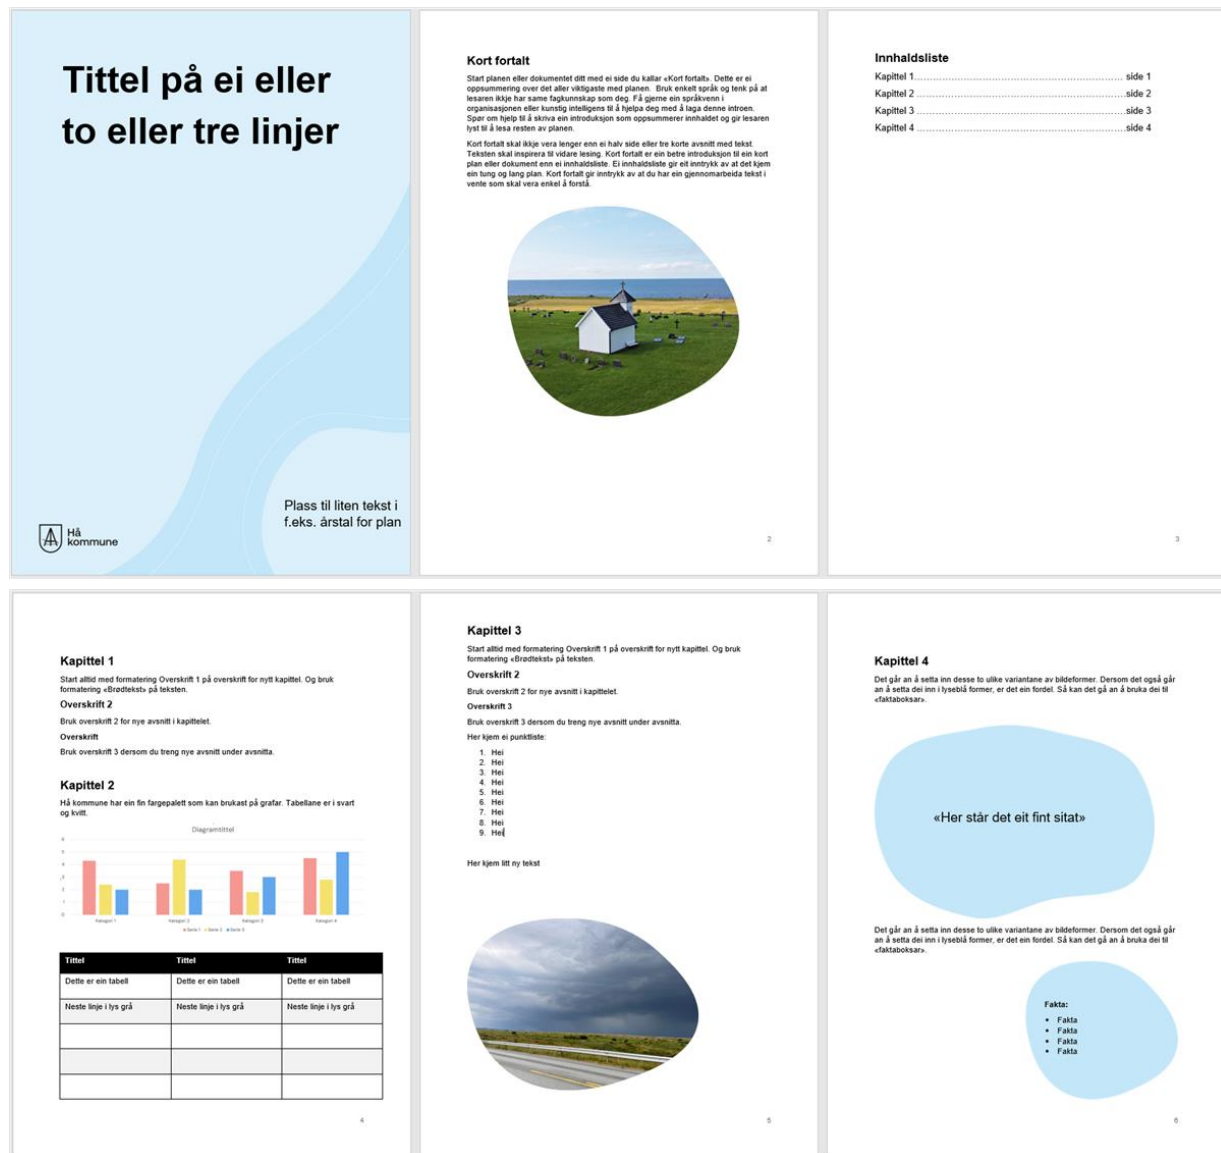 Tittel på ei eller
to eller tre linjer
Plass til liten tekst i
f.eks. årstal for plan
Hå
kommune
Kort fortalt
Start planen eller dokumentet ditt med ei side du kallar «Kort fortalt». Dette er ei
oppsummering over det aller viktigaste med planen. Bruk enkelt språk og tenk på at
lesaren ikkje har same fagkunnskap som deg. Få gjerne ein språkvenn i
organisasjonen eller kunstig intelligens til å hjelpa deg med å laga denne introen.
Spør om hjelp til å skriva ein introduksjon som oppsummerer innhaldet og gir lesaren
lyst til å lesa resten av planen.
Kort fortalt skal ikkje vera lenger enn ei halv side eller tre korte avsnitt med tekst.
Teksten skal inspirera til vidare lesing. Kort fortalt er ein betre introduksjon til ein kort
plan eller dokument enn ei innhaldsliste. Ei innhaldsliste gir eit inntrykk av at det kjem
ein tung og lang plan. Kort fortalt gir inntrykk av at du har ein gjennomarbeida tekst i
vente som skal vera enkel å forstå.
2
Innhaldsliste
Kapittel 1 side 1
Kapittel 2 side 2
Kapittel 3 side 3
Kapittel 4 side 4
3
Kapittel 1
Start alltid med formatering Overskrift 1 på overskrift for nytt kapittel. Og bruk
formatering «Brødtekst» på teksten.
Overskrift 2
Bruk overskrift 2 for nye avsnitt i kapittelet.
Overskrift
Bruk overskrift 3 dersom du treng nye avsnitt under avsnitta.
Kapittel 2
Hå kommune har ein fin fargepalett som kan brukast på grafar. Tabellane er i svart
og kvitt.
Diagramtittel
6
5
4
3
2
1
0
Kategori 1 Kategori 2 Kategori 3 Kategori 4
Serie 1 Serie 2 Serie 3
Tittel Tittel Tittel
Dette er ein tabell Dette er ein tabell Dette er ein tabell
Neste linje i lys grå Neste linje i lys grå Neste linje i lys grå
4
Kapittel 3
Start alltid med formatering Overskrift 1 på overskrift for nytt kapittel. Og bruk
formatering «Brødtekst» på teksten.
Overskrift 2
Bruk overskrift 2 for nye avsnitt i kapittelet.
Overskrift 3
Bruk overskrift 3 dersom du treng nye avsnitt under avsnitta.
Her kjem ei punktliste:
1. Hei
2. Hei
3. Hei
4. Hei
5. Hei
6. Hei
7. Hei
8. Hei
9. Hei
Her kjem litt ny tekst
5
Kapittel 4
Det går an å setta inn desse to ulike variantane av bildeformer. Dersom det også går
an å setta dei inn i lyseblå former, er det ein fordel. Så kan det gå an å bruka dei til
«faktaboksar».
«Her står det eit fint sitat»
Det går an å setta inn desse to ulike variantane av bildeformer. Dersom det også går
an å setta dei inn i lyseblå former, er det ein fordel. Så kan det gå an å bruka dei til
«faktaboksar».
Fakta:
• Fakta
• Fakta
• Fakta
• Fakta
6